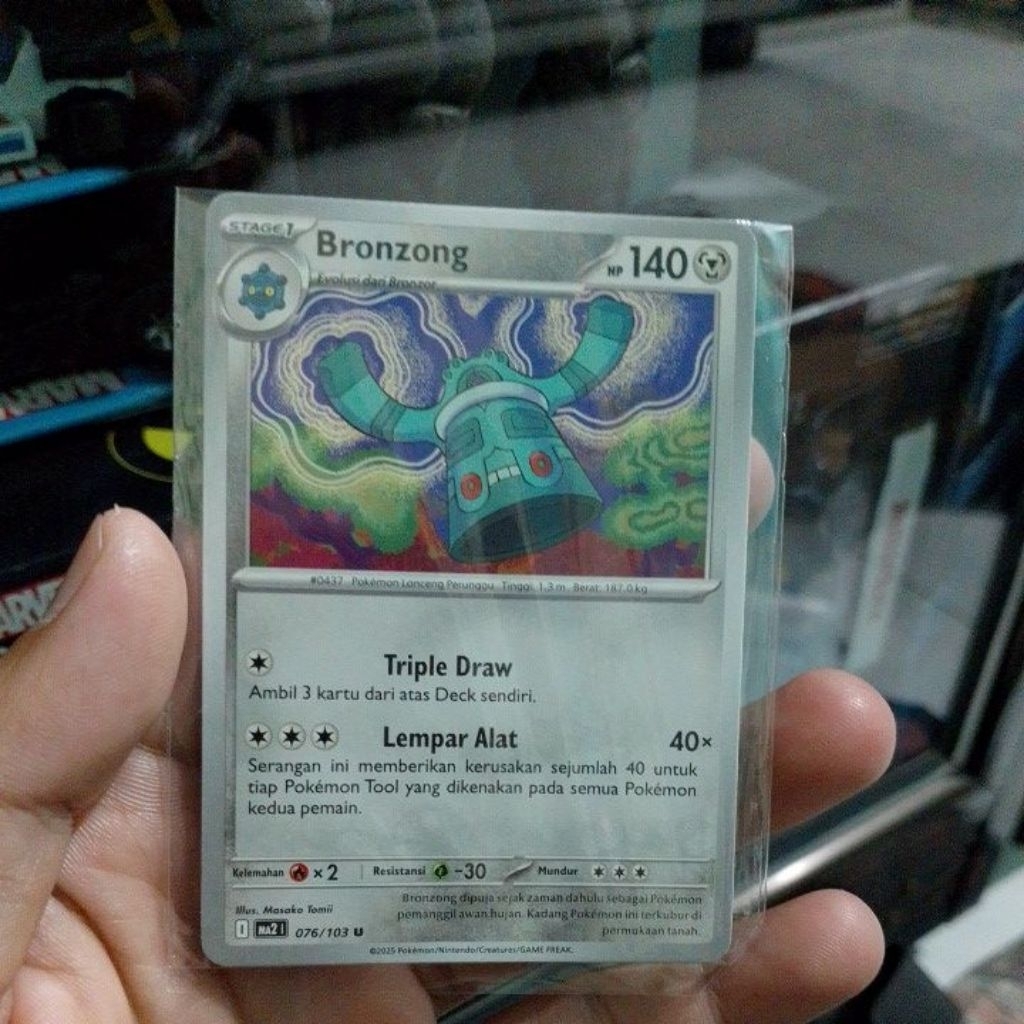 STAGE 1
Bronzong
NP 140
Evolusi dari Bronzor
#0437 Pokémon Lonceng Perunggu Tinggi: 1,3 m Berat: 187,0 kg
Triple Draw
Ambil 3 kartu dari atas Deck sendiri.
Lempar Alat 40×
Serangan ini memberikan kerusakan sejumlah 40 untuk
tiap Pokémon Tool yang dikenakan pada semua Pokémon
kedua pemain.
Kelemahan ×2 Resistansi -30 Mundur
Illus. Masako Tomii
Bronzong dipuja sejak zaman dahulu sebagai Pokémon
pemanggil awan hujan. Kadang Pokémon ini terkubur di
permukaan tanah.
I MA2 I 076/103 U
©2025 Pokémon/Nintendo/Creatures/GAME FREAK.